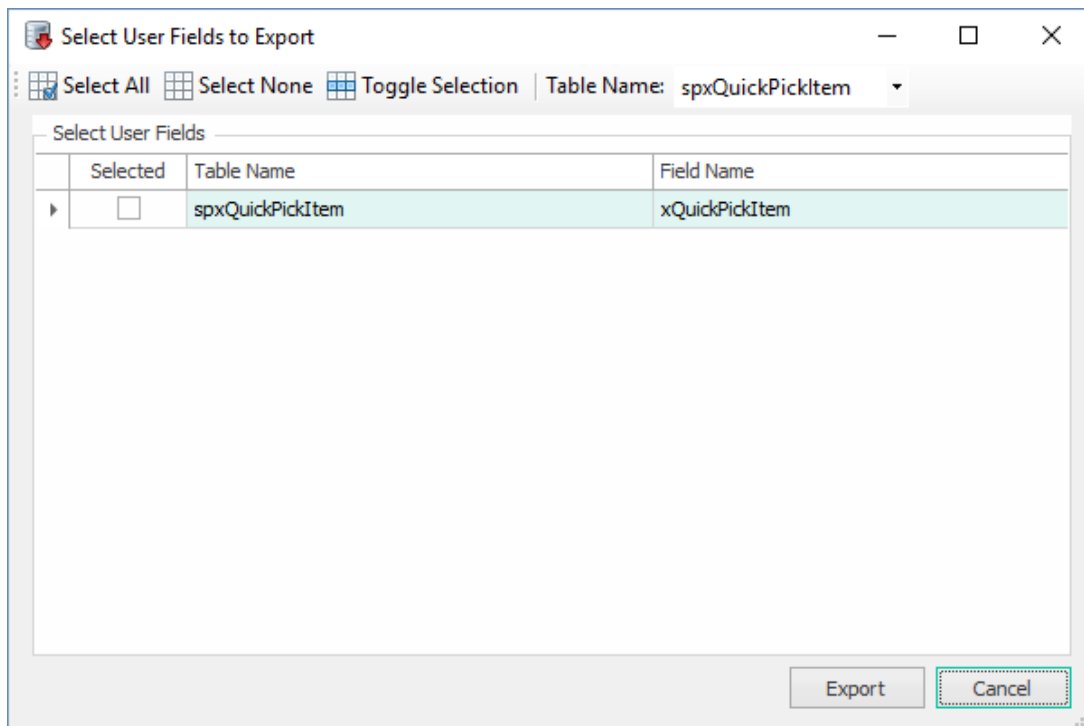 Select User Fields to Export
Select All Select None Toggle Selection Table Name: spxQuickPickItem
Select User Fields
Selected Table Name Field Name
spxQuickPickItem xQuickPickItem
Export Cancel